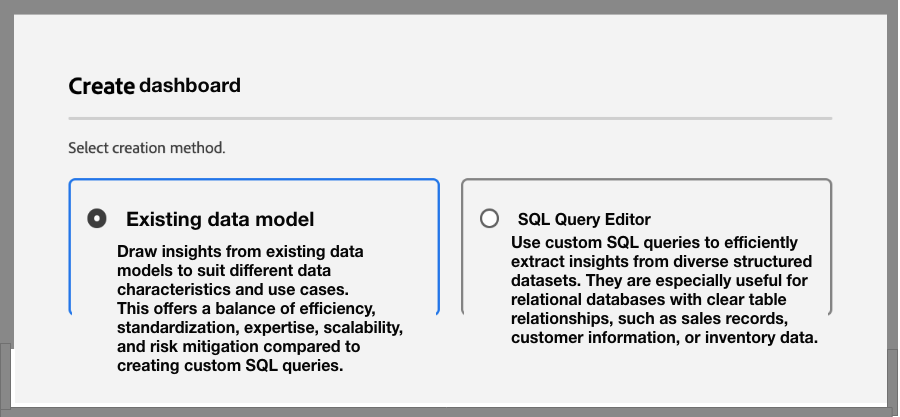 Create dashboard
Select creation method.
Existing data model
Draw insights from existing data
models to suit different data
characteristics and use cases.
This offers a balance of efficiency,
standardization, expertise, scalability,
and risk mitigation compared to
creating custom SQL queries.
SQL Query Editor
Use custom SQL queries to efficiently
extract insights from diverse structured
datasets. They are especially useful for
relational databases with clear table
relationships, such as sales records,
customer information, or inventory data.